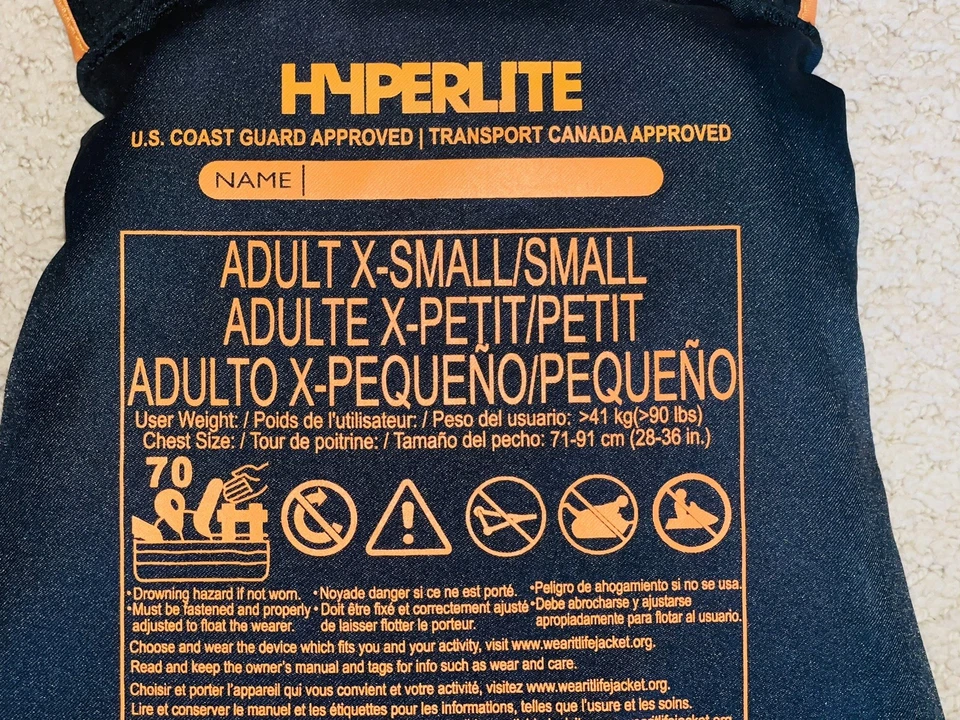 HYPERLITE
U.S. COAST GUARD APPROVED | TRANSPORT CANADA APPROVED
NAME |
ADULT X-SMALL/SMALL
ADULTE X-PETIT/PETIT
ADULTO X-PEQUEÑO/PEQUEÑO
User Weight: / Poids de l'utilisateur: / Peso del usuario: >41 kg(>90 lbs)
Chest Size: / Tour de poitrine: / Tamaño del pecho: 71-91 cm (28-36 in.)
70
•Drowning hazard if not worn.
•Must be fastened and properly
adjusted to float the wearer.
•Noyade danger si ce ne est porté.
•Doit être fixé et correctement ajusté
de laisser flotter le porteur.
•Peligro de ahogamiento si no se usa.
•Debe abrocharse y ajustarse
apropladamente para flotar al usuario.
Choose and wear the device which fits you and your activity, visit www.wearitlifejacket.org.
Read and keep the owner's manual and tags for info such as wear and care.
Choisir et porter l'appareil qui vous convient et votre activité, visitez www.wearitlifejacket.org.
Lire et conserver le manuel et les étiquettes pour les informations, telles que l'usure et les soins.